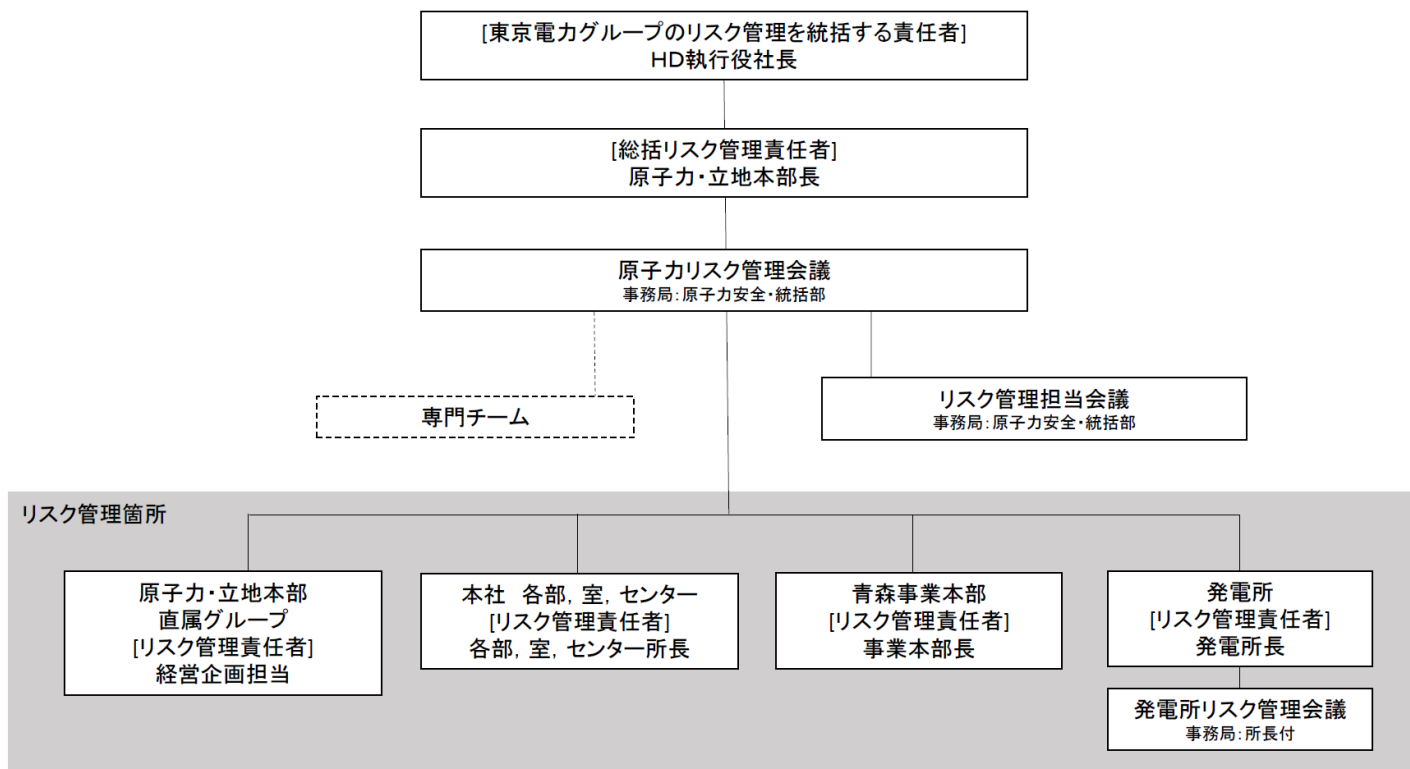 [東京電力グループのリスク管理を統括する責任者]
HD執行役社長
[総括リスク管理責任者]
原子力・立地本部長
原子力リスク管理会議
事務局：原子力安全・統括部
専門チーム
リスク管理担当会議
事務局：原子力安全・統括部
リスク管理箇所
原子力・立地本部
直属グループ
[リスク管理責任者]
経営企画担当
本社　各部，室，センター
[リスク管理責任者]
各部，室，センター所長
青森事業本部
[リスク管理責任者]
事業本部長
発電所
[リスク管理責任者]
発電所長
発電所リスク管理会議
事務局：所長付